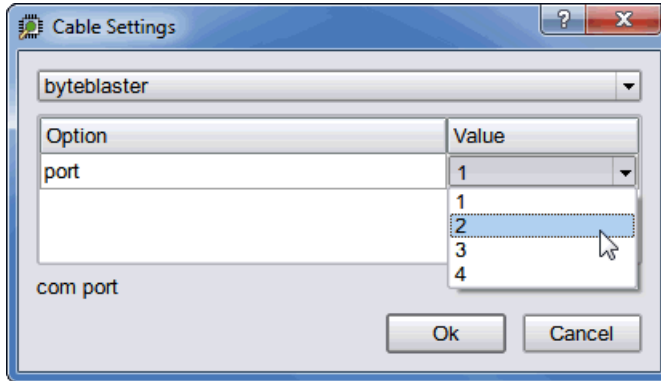 Cable Settings
?
byteblaster
Option Value
port 1
1
2
3
4
com port
Ok Cancel